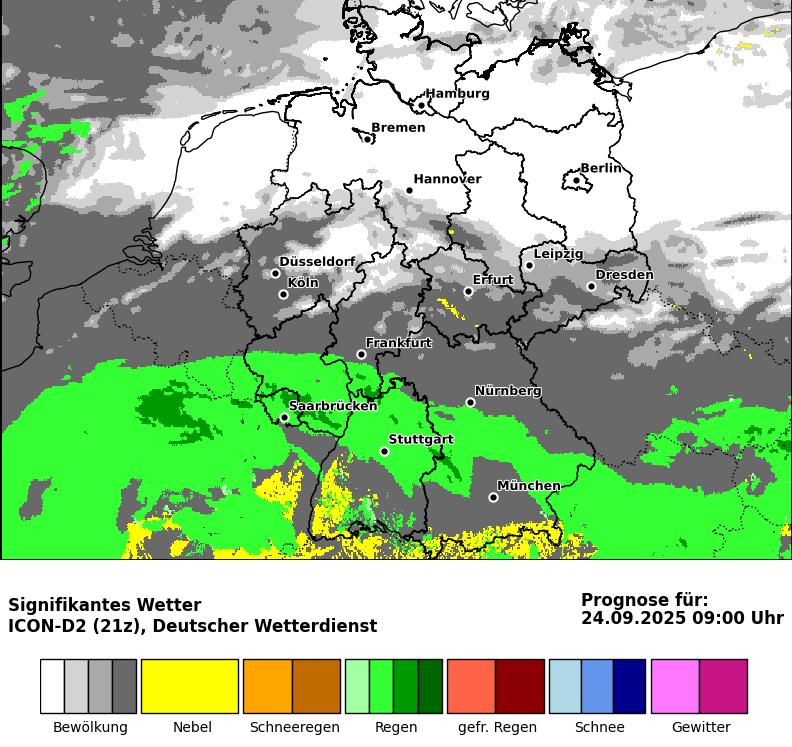 Hamburg
Bremen
Berlin
Hannover
Leipzig
Düsseldorf
Dresden
Erfurt
Köln
Frankfurt
Nürnberg
Saarbrücken
Stuttgart
München
Signifikantes Wetter
ICON-D2 (21z), Deutscher Wetterdienst
Prognose für:
24.09.2025 09:00 Uhr
Bewölkung Nebel Schneeregen Regen gefr. Regen Schnee Gewitter